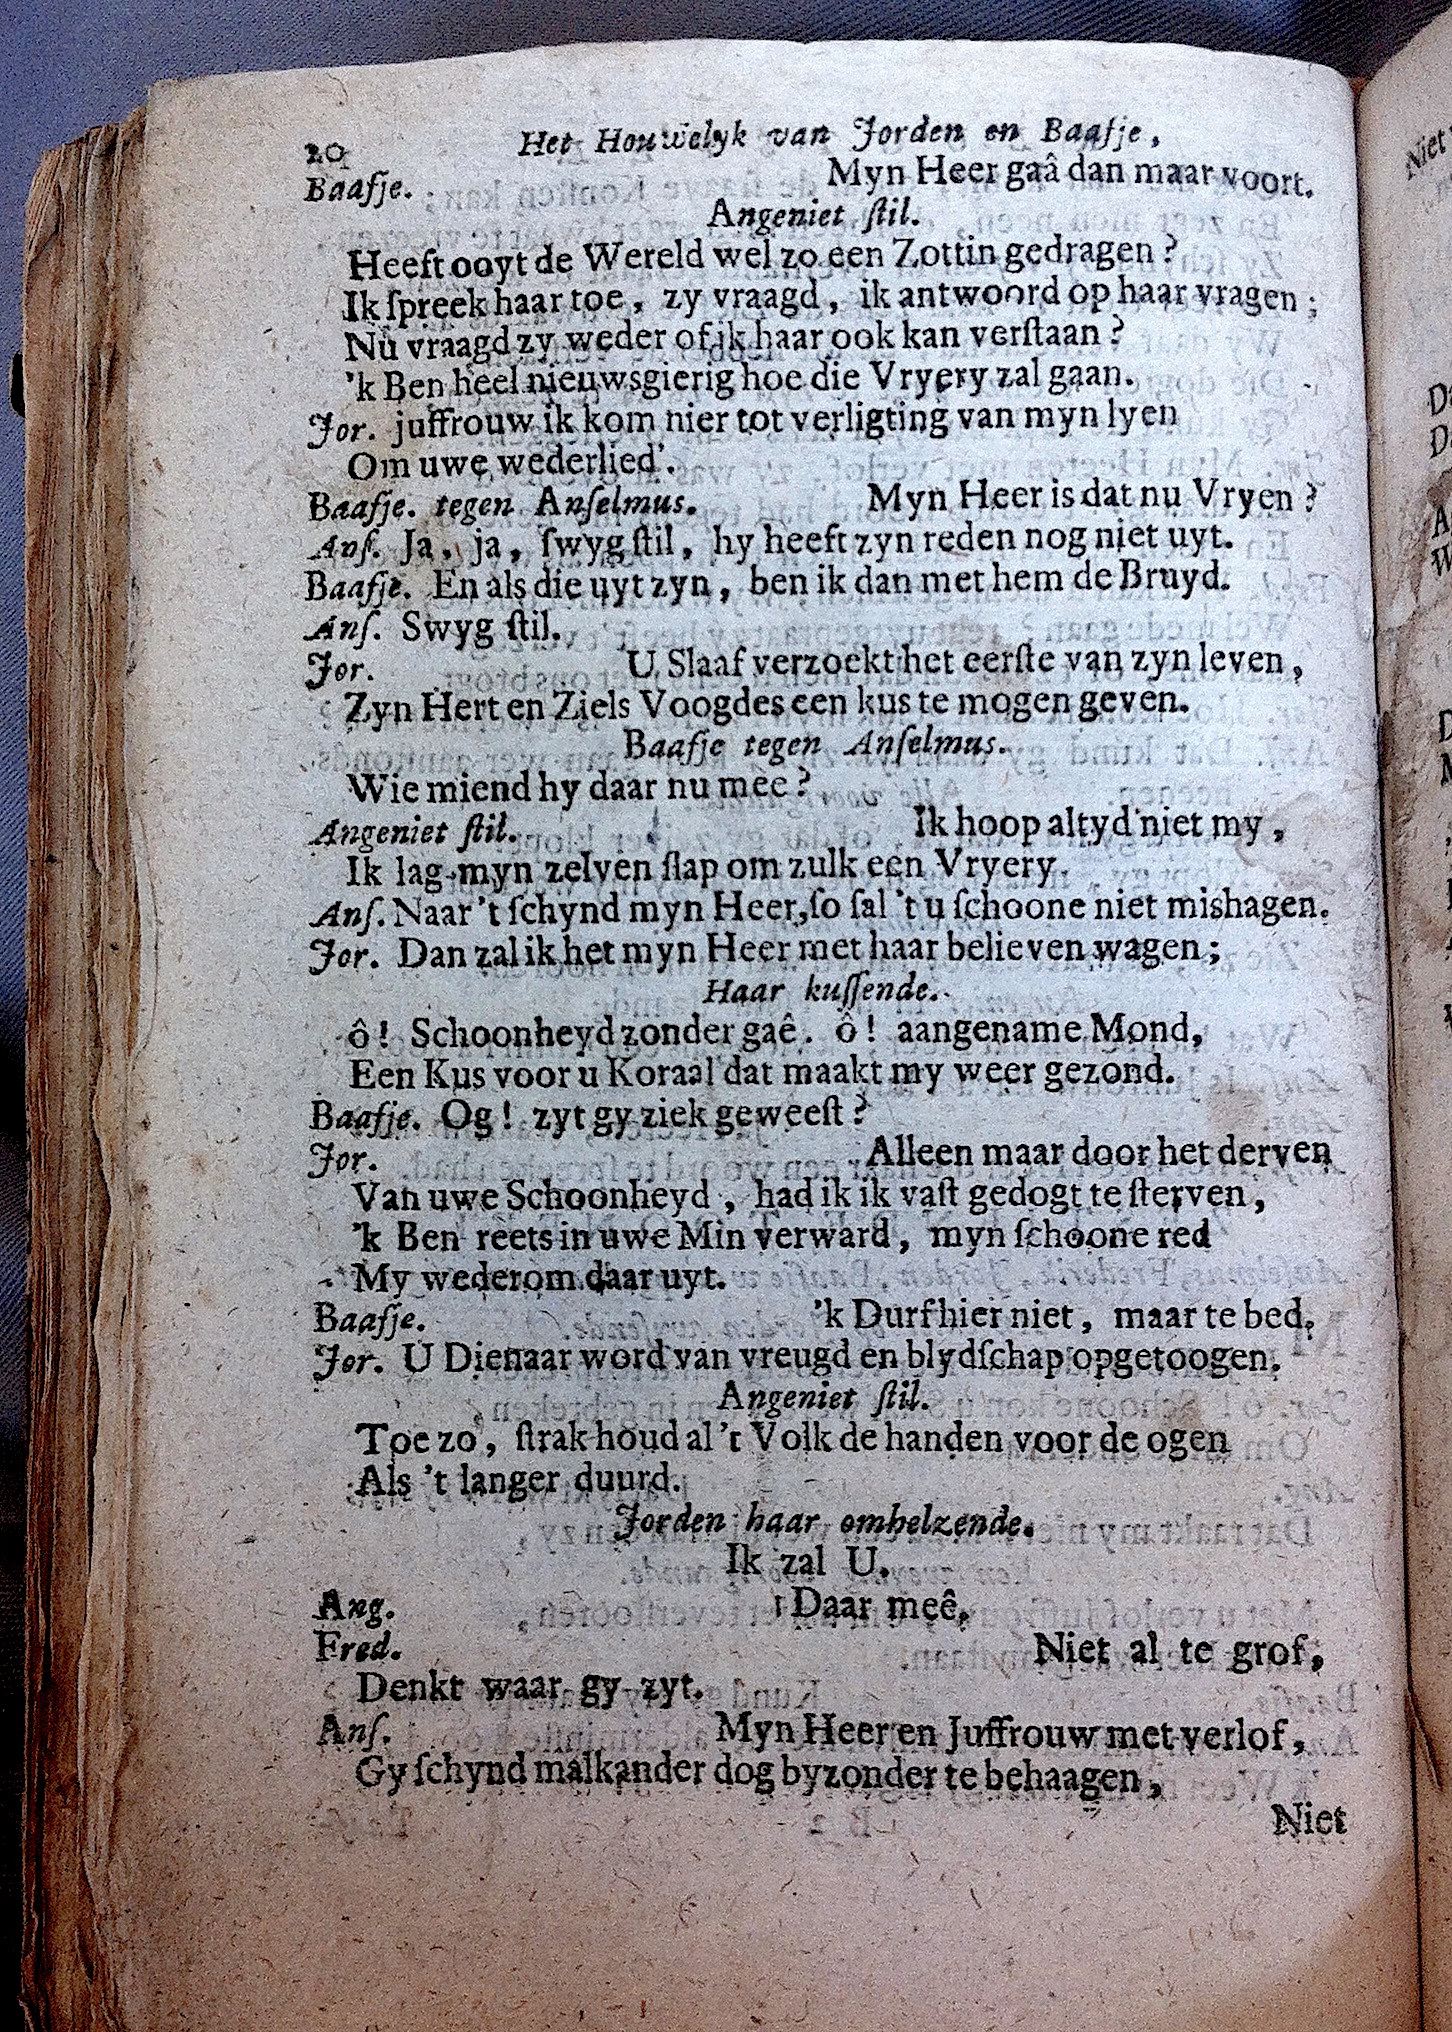 20 Het Houwelyk van Jorden en Baafje,
Baafje. Myn Heer gaâ dan maar voort.
Angeniet ſtil.
Heeft ooyt de Wereld wel zo een Zottin gedragen?
Ik ſpreek haar toe, zy vraagd, ik antwoord op haar vragen;
Nu vraagd zy weder of ik haar ook kan verſtaan?
'k Ben heel nieuwsgierig hoe die Vryery zal gaan.
Jor. juffrouw ik kom hier tot verligting van myn lyen
Om uwe wederlied'.
Baafje. tegen Anſelmus. Myn Heer is dat nu Vryen?
Anſ. Ja, ja, ſwyg ſtil, hy heeft zyn reden nog niet uyt.
Baafje. En als die uyt zyn, ben ik dan met hem de Bruyd.
Anſ. Swyg ſtil.
Jor. U Slaaf verzoekt het eerſte van zyn leven,
Zyn Hert en Ziels Voogdes een kus te mogen geven.
Baafje tegen Anſelmus.
Wie miend hy daar nu mee?
Angeniet ſtil. Ik hoop altyd niet my,
Ik lag myn zelven ſlap om zulk een Vryery.
Anſ. Naar 't ſchynd myn Heer, ſo ſal 't u ſchoone niet mishagen.
Jor. Dan zal ik het myn Heer met haar believen wagen;
Haar kuſſende.
ô! Schoonheyd zonder gaê. ô! aangename Mond,
Een Kus voor u Koraal dat maakt my weer gezond.
Baafje. Og! zyt gy ziek geweeſt?
Jor. Alleen maar door het derven
Van uwe Schoonheyd, had ik ik vaſt gedogt te ſterven,
'k Ben reets in uwe Min verward, myn ſchoone red
My wederom daar uyt.
Baafje. 'k Durf hier niet, maar te bed.
Jor. U Dienaar word van vreugd en blydſchap opgetoogen.
Angeniet ſtil.
Toe zo, ſtrak houd al 't Volk de handen voor de ogen
Als 't langer duurd.
Jorden haar omhelzende.
Ik zal U.
Ang. Daar meê.
Fred. Niet al te grof,
Denkt waar gy zyt.
Anſ. Myn Heer en Juffrouw met verlof,
Gy ſchynd malkander dog byzonder te behaagen,
Niet